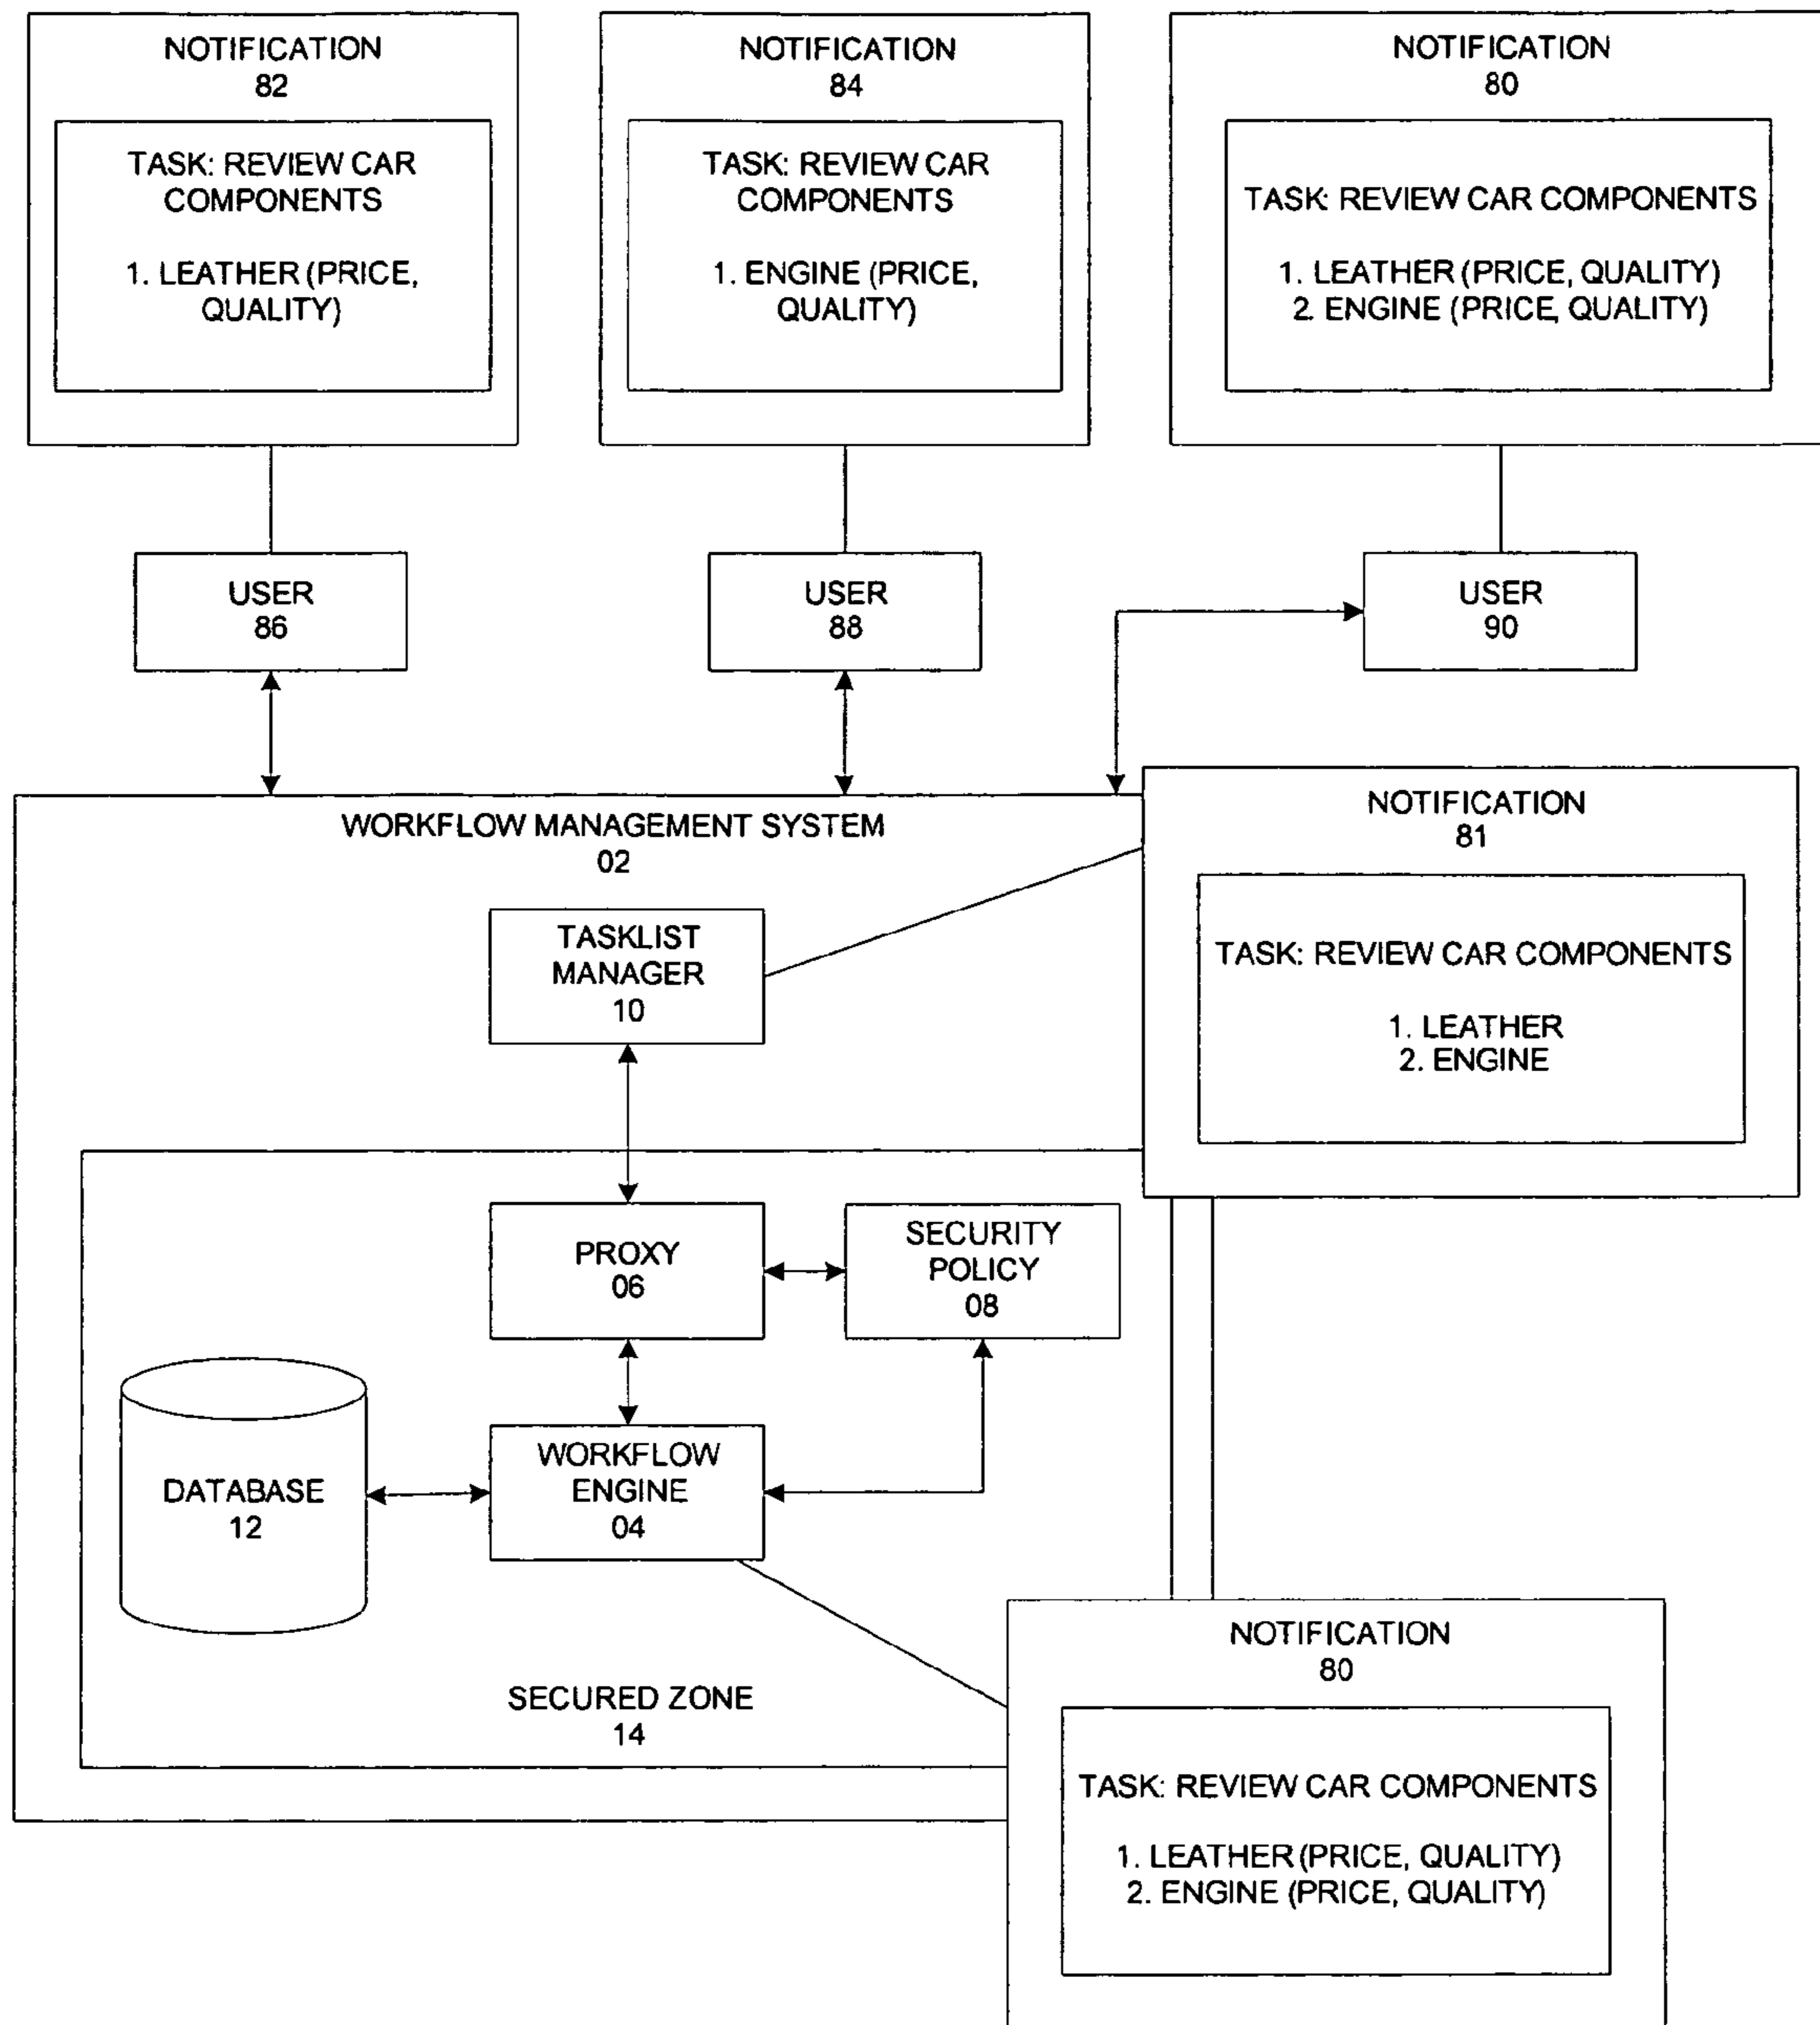 NOTIFICATION
82
TASK: REVIEW CAR
COMPONENTS
1. LEATHER (PRICE,
QUALITY)
NOTIFICATION
84
TASK: REVIEW CAR
COMPONENTS
1. ENGINE (PRICE,
QUALITY)
NOTIFICATION
80
TASK: REVIEW CAR COMPONENTS
1. LEATHER (PRICE, QUALITY)
2. ENGINE (PRICE, QUALITY)
USER
86
USER
88
USER
90
WORKFLOW MANAGEMENT SYSTEM
02
NOTIFICATION
81
TASK: REVIEW CAR COMPONENTS
1. LEATHER
2. ENGINE
TASKLIST
MANAGER
10
PROXY
06
SECURITY
POLICY
08
DATABASE
12
WORKFLOW
ENGINE
04
SECURED ZONE
14
NOTIFICATION
80
TASK: REVIEW CAR COMPONENTS
1. LEATHER (PRICE, QUALITY)
2. ENGINE (PRICE, QUALITY)